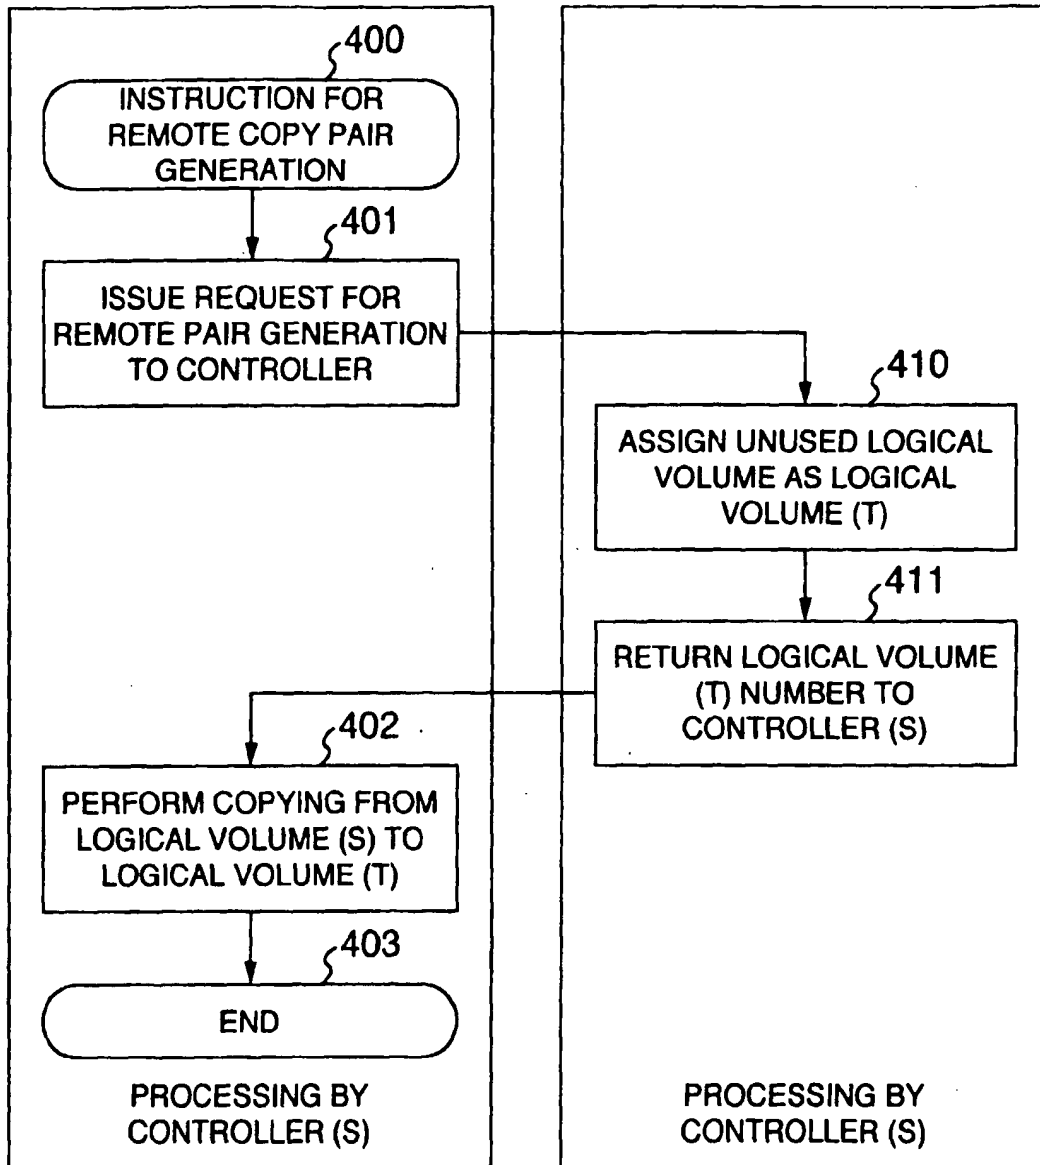 400
INSTRUCTION FOR
REMOTE COPY PAIR
GENERATION
401
ISSUE REQUEST FOR
REMOTE PAIR GENERATION
TO CONTROLLER
410
ASSIGN UNUSED LOGICAL
VOLUME AS LOGICAL
VOLUME (T)
411
RETURN LOGICAL VOLUME
(T) NUMBER TO
CONTROLLER (S)
402
PERFORM COPYING FROM
LOGICAL VOLUME (S) TO
LOGICAL VOLUME (T)
403
END
PROCESSING BY
CONTROLLER (S)
PROCESSING BY
CONTROLLER (S)